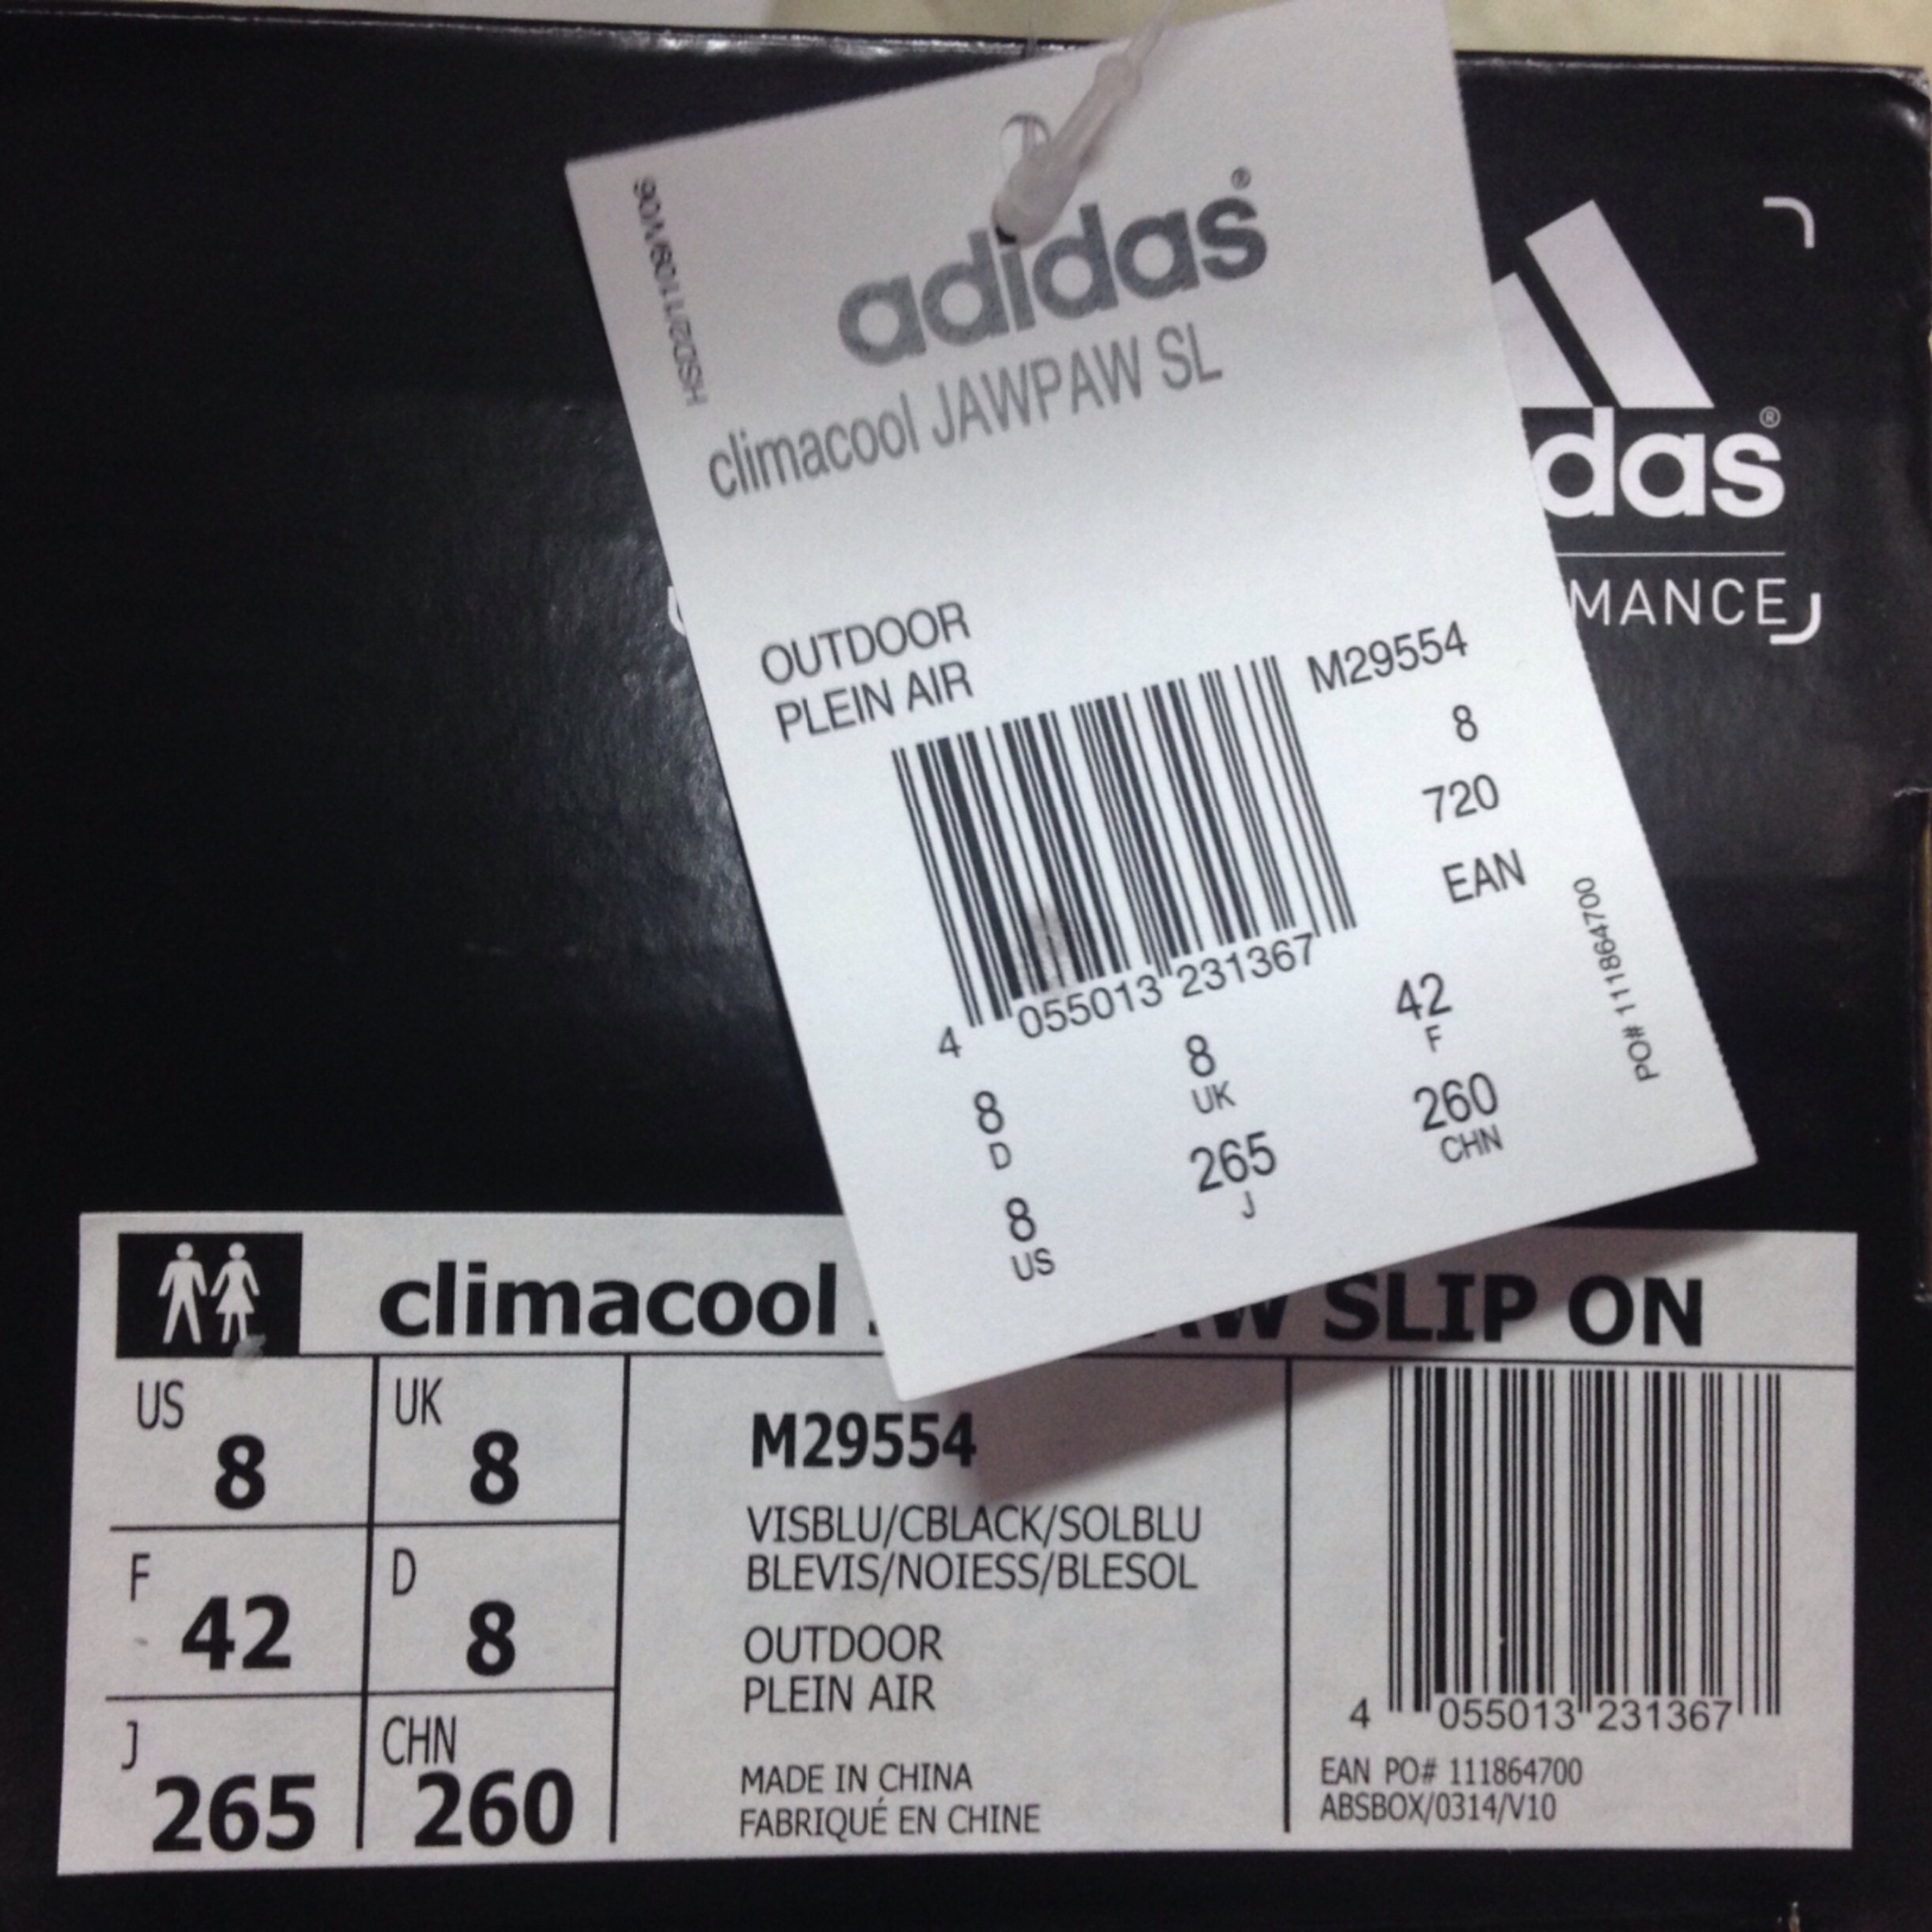 adidas®
climacool JAWPAW SL
OUTDOOR
PLEIN AIR
M29554
8
720
EAN
4 055013 231367
PO# 111864700
8 D
8 UK
42 F
8 US
265 J
260 CHN
das®
MANCE
climacool SLIP ON
US 8
UK 8
F 42
D 8
J 265
CHN 260
M29554
VISBLU/CBLACK/SOLBLU
BLEVIS/NOIESS/BLESOL
OUTDOOR
PLEIN AIR
MADE IN CHINA
FABRIQUÉ EN CHINE
4 055013 231367
EAN PO# 111864700
ABSBOX/0314/V10